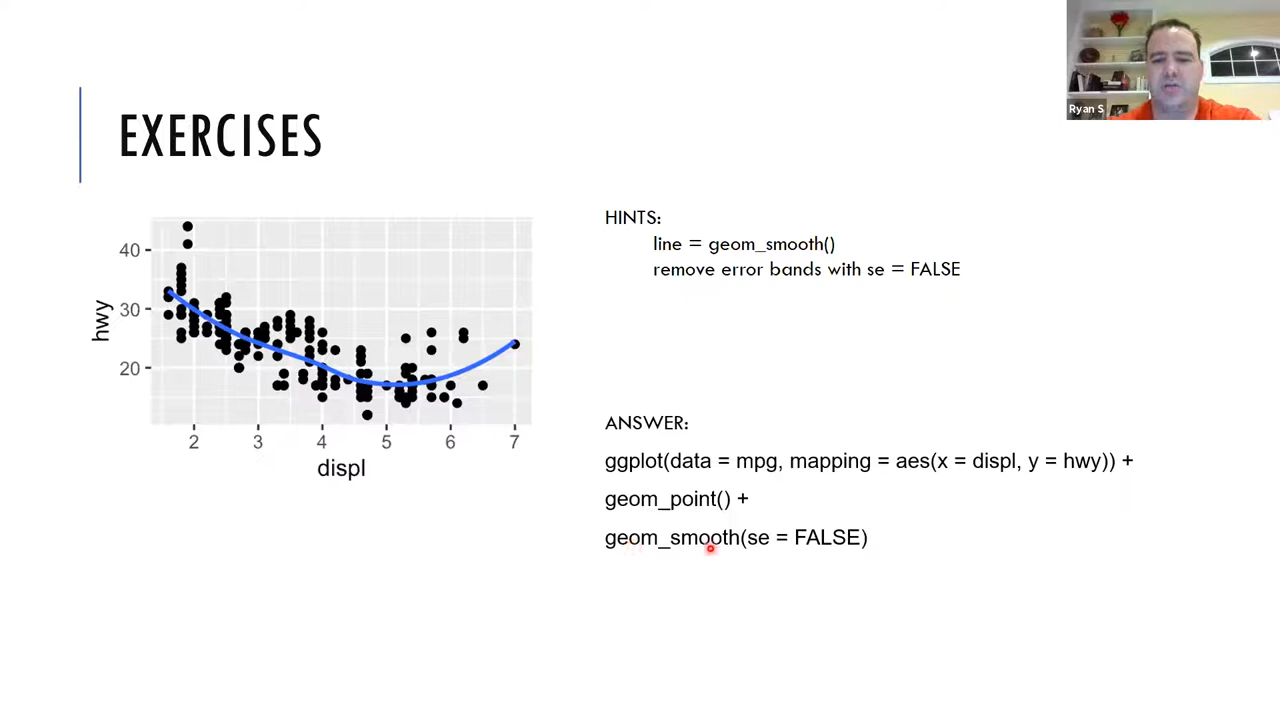 Ryan S
EXERCISES
40
30
20
hwy
2 3 4 5 6 7
displ
HINTS:
line = geom_smooth()
remove error bands with se = FALSE
ANSWER:
ggplot(data = mpg, mapping = aes(x = displ, y = hwy)) +
geom_point() +
geom_smooth(se = FALSE)